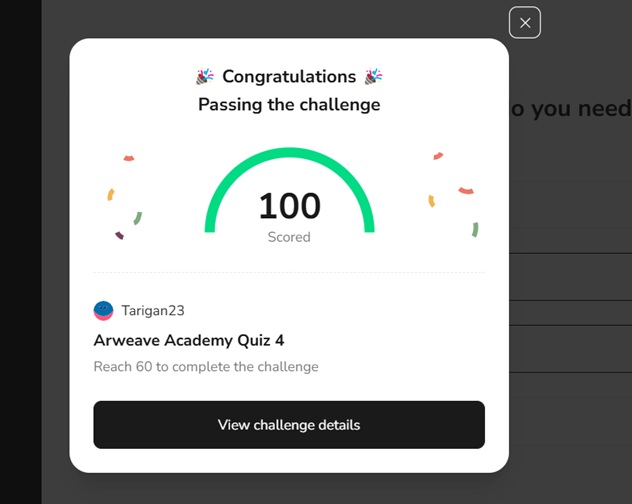 Congratulations
Passing the challenge
o you need
100
Scored
Tarigan23
Arweave Academy Quiz 4
Reach 60 to complete the challenge
View challenge details